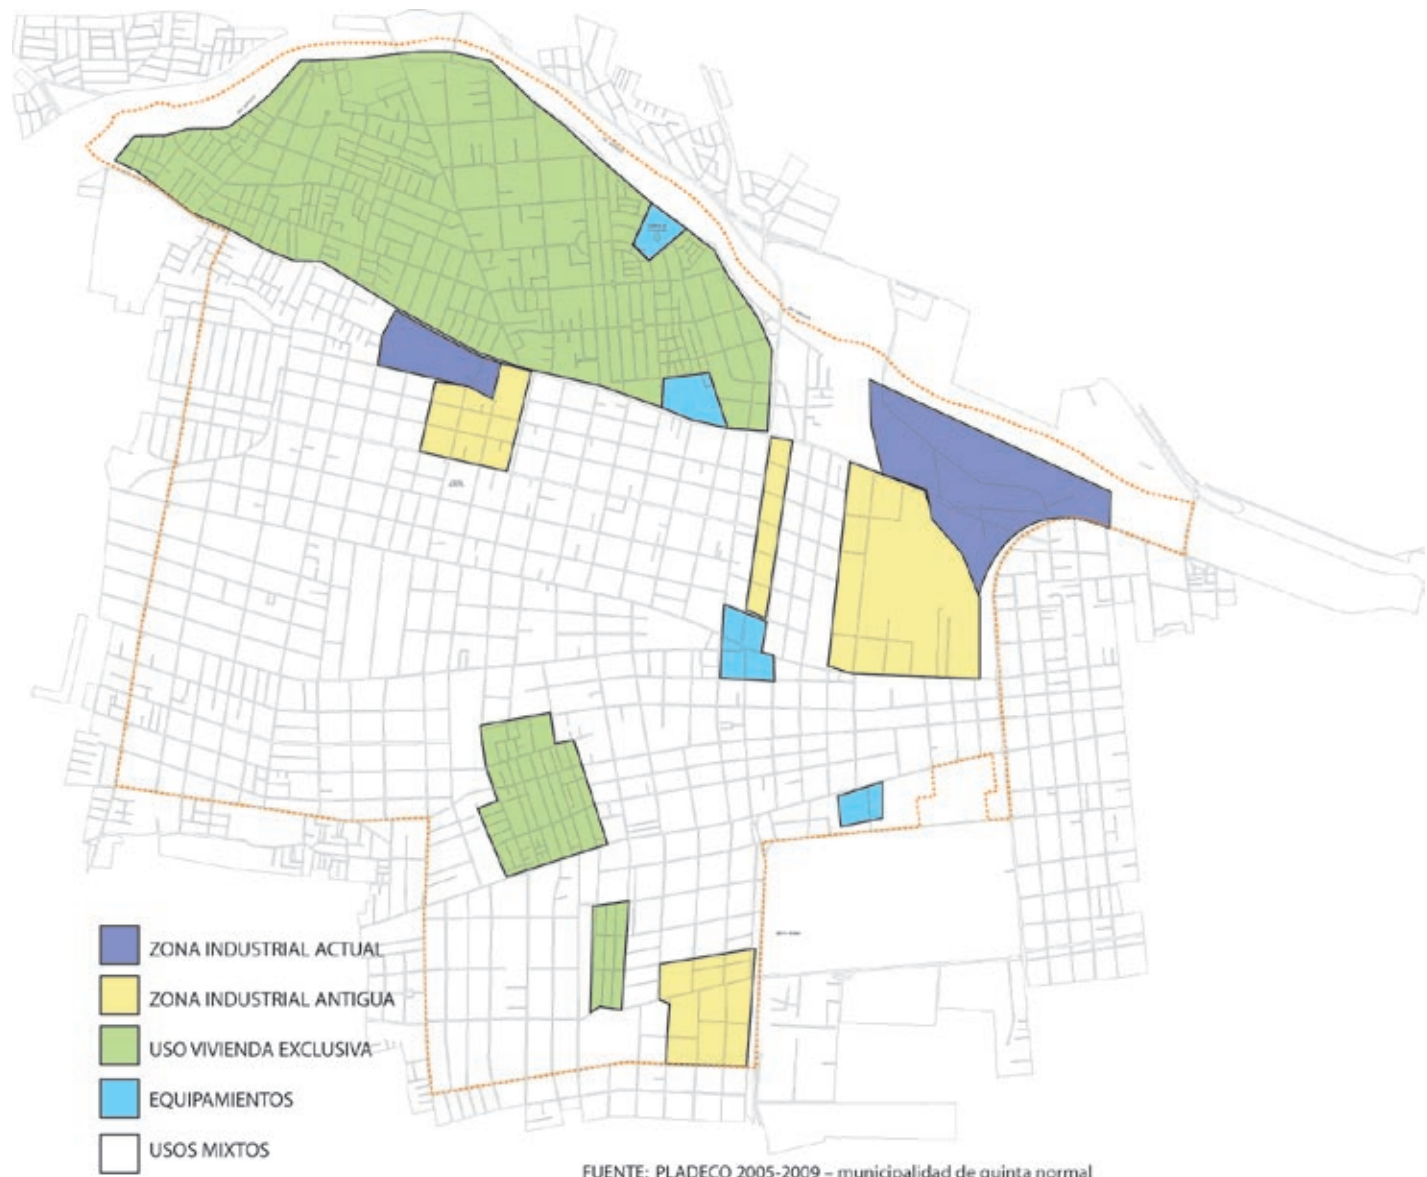 ZONA INDUSTRIAL ACTUAL
ZONA INDUSTRIAL ANTIGUA
USO VIVIENDA EXCLUSIVA
EQUIPAMIENTOS
USOS MIXTOS
FUENTE: PLADECO 2005-2009 – municipalidad de quinta normal